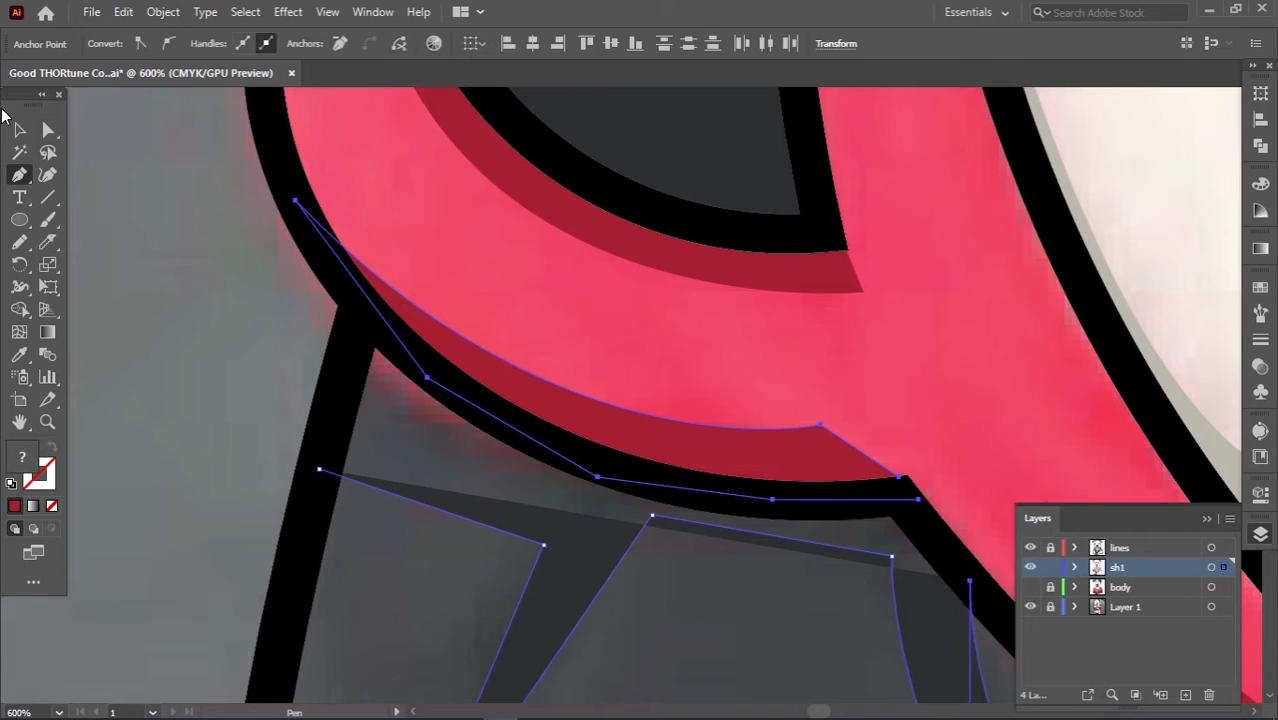 Ai File Edit Object Type Select Effect View Window Help Essentials Search Adobe Stock
Anchor Point Convert: Handles: Anchors: Transform
Good THORtune Co..ai* @ 600% (CMYK/GPU Preview)
T
?
Layers
lines
sh1
body
Layer 1
4 La...
600% 1 Pen